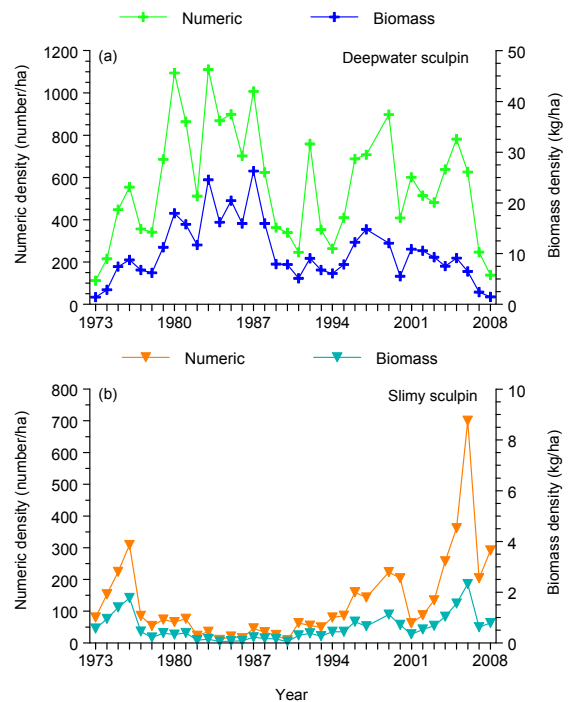 Numeric Biomass
(a) Deepwater sculpin
Numeric density (number/ha)
1200
1000
800
600
400
200
0
Biomass density (kg/ha)
50
40
30
20
10
0
1973 1980 1987 1994 2001 2008
Numeric Biomass
(b) Slimy sculpin
Numeric density (number/ha)
800
700
600
500
400
300
200
100
0
Biomass density (kg/ha)
10
8
6
4
2
0
1973 1980 1987 1994 2001 2008
Year